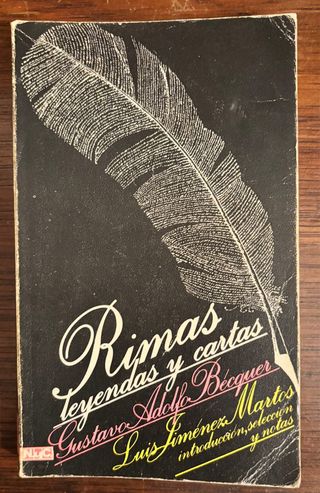 Rimas
leyendas y cartas
Gustavo Adolfo Bécquer
Luis Jiménez Martos
introducción, selección
y notas